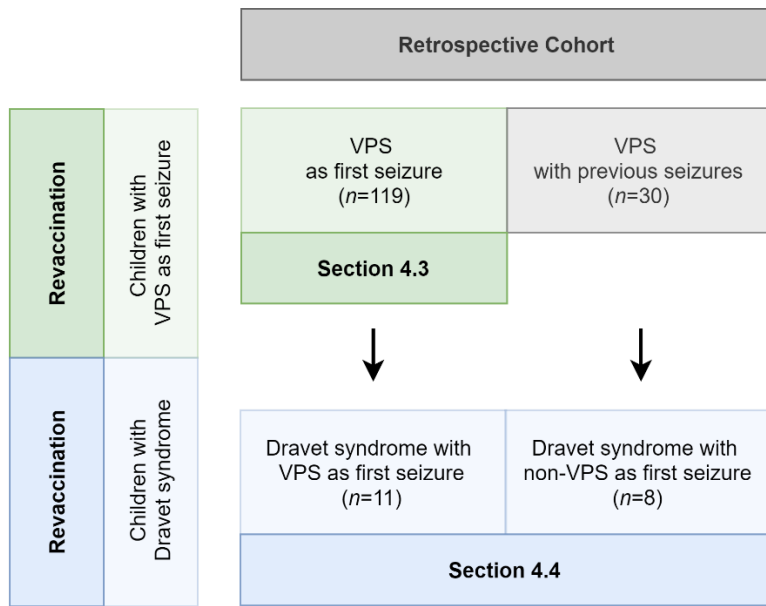 Retrospective Cohort
Revaccination
Children with
VPS as first seizure
VPS
as first seizure
(n=119)
VPS
with previous seizures
(n=30)
Section 4.3
Revaccination
Children with
Dravet syndrome
Dravet syndrome with
VPS as first seizure
(n=11)
Dravet syndrome with
non-VPS as first seizure
(n=8)
Section 4.4